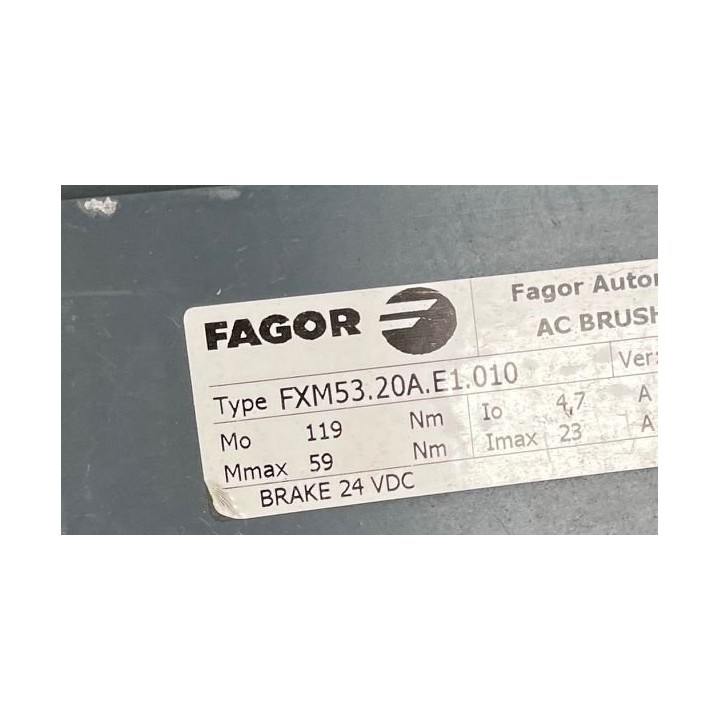 FAGOR
Fagor Autom
AC BRUSH
Type FXM53.20A.E1.010
Ver:
Mo 119 Nm Io 4,7 A
Mmax 59 Nm Imax 23 A
BRAKE 24 VDC